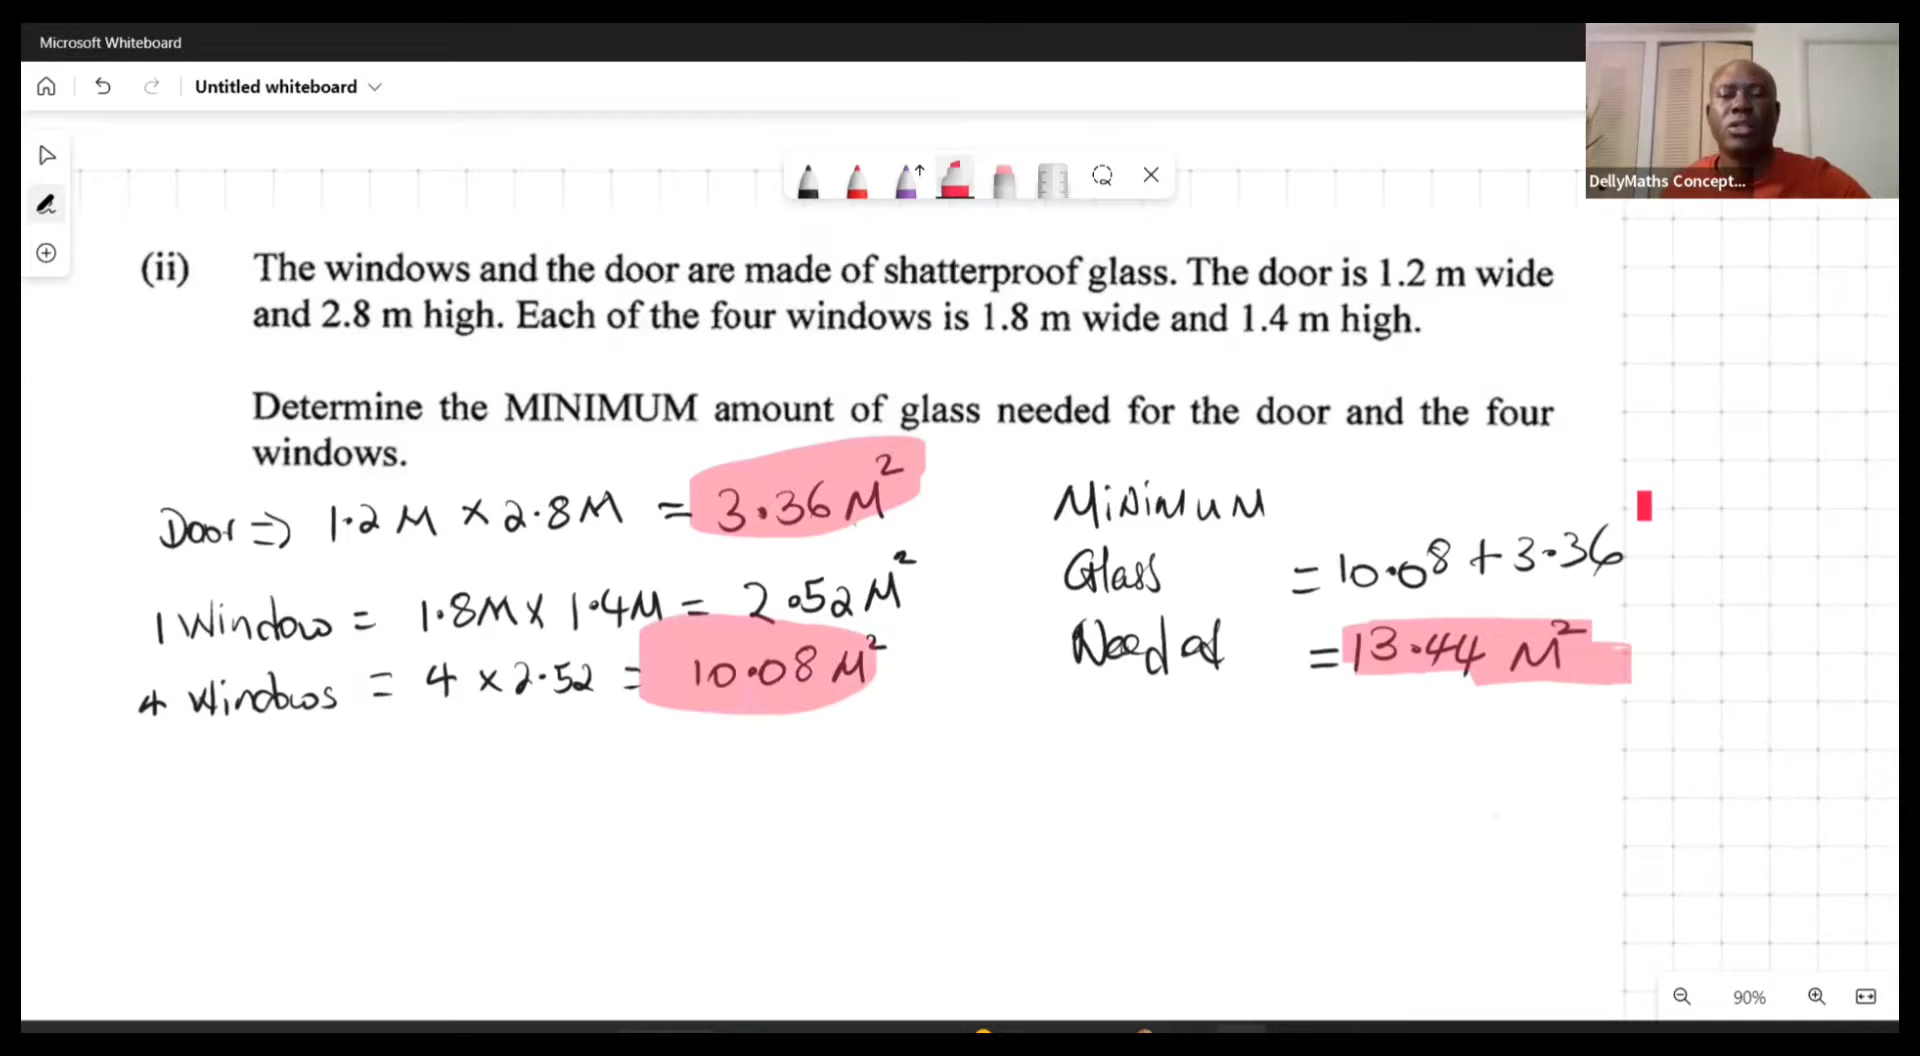 Microsoft Whiteboard
Untitled whiteboard
DellyMaths Concept...
(ii) The windows and the door are made of shatterproof glass. The door is 1.2 m wide
and 2.8 m high. Each of the four windows is 1.8 m wide and 1.4 m high.
Determine the MINIMUM amount of glass needed for the door and the four
windows.
Door => 1.2 M × 2.8 M = 3.36 M²
1 Window = 1.8M × 1.4M = 2.52 M²
4 Windows = 4 × 2.52 = 10.08 M²
MiNiMuM
Glass = 10.08 + 3.36
Needed = 13.44 M²
90%